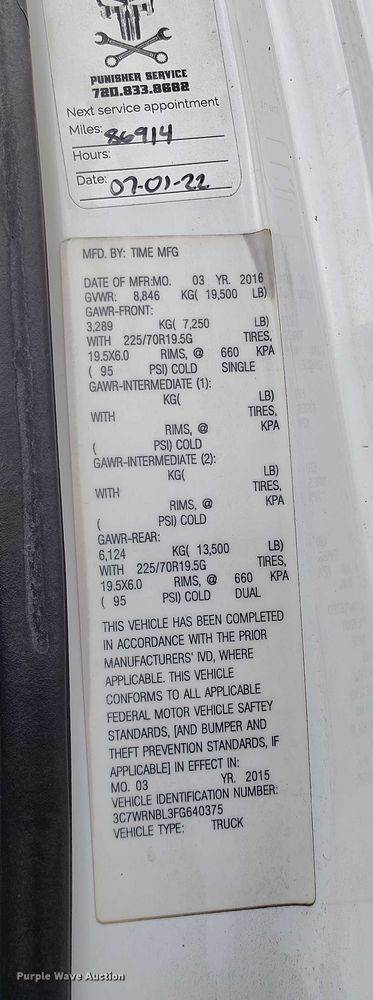 PUNISHER SERVICE
720.833.8682
Next service appointment
Miles: 86914
Hours:
Date: 07-01-22
MFD. BY: TIME MFG
DATE OF MFR:MO. 03 YR. 2016
GVWR: 8,846 KG( 19,500 LB)
GAWR-FRONT:
3,289 KG( 7,250 LB)
WITH 225/70R19.5G TIRES,
19.5X6.0 RIMS, @ 660 KPA
( 95 PSI) COLD SINGLE
GAWR-INTERMEDIATE (1):
KG( LB)
WITH TIRES,
RIMS, @ KPA
( PSI) COLD
GAWR-INTERMEDIATE (2):
KG( LB)
WITH TIRES,
RIMS, @ KPA
( PSI) COLD
GAWR-REAR:
6,124 KG( 13,500 LB)
WITH 225/70R19.5G TIRES,
19.5X6.0 RIMS, @ 660 KPA
( 95 PSI) COLD DUAL
THIS VEHICLE HAS BEEN COMPLETED
IN ACCORDANCE WITH THE PRIOR
MANUFACTURERS' IVD, WHERE
APPLICABLE. THIS VEHICLE
CONFORMS TO ALL APPLICABLE
FEDERAL MOTOR VEHICLE SAFTEY
STANDARDS, [AND BUMPER AND
THEFT PREVENTION STANDARDS, IF
APPLICABLE] IN EFFECT IN:
MO. 03 YR. 2015
VEHICLE IDENTIFICATION NUMBER:
3C7WRNBL3FG640375
VEHICLE TYPE: TRUCK
Purple Wave Auction